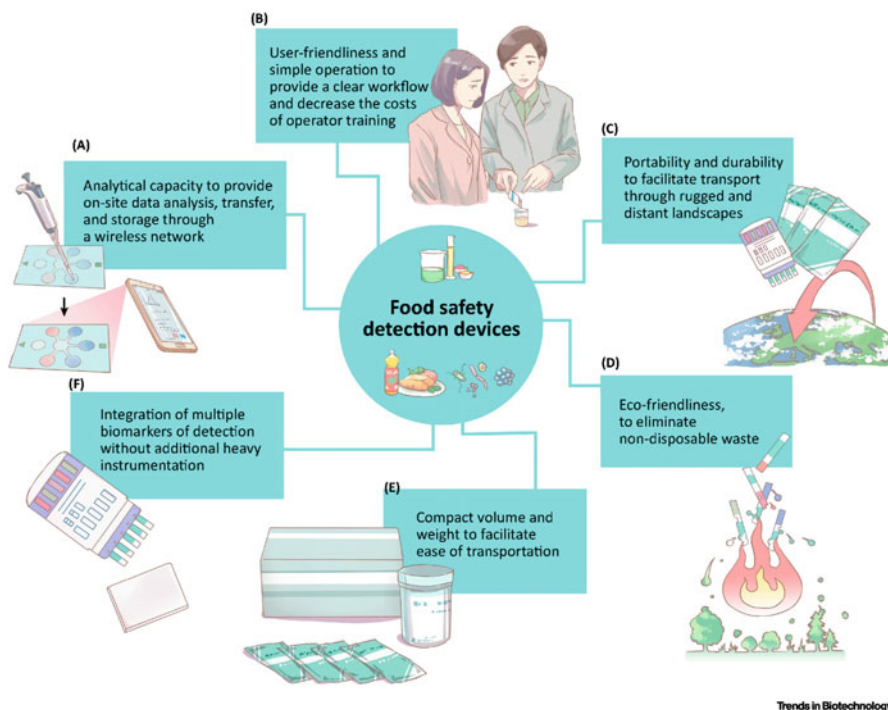 (B)
User-friendliness and
simple operation to
provide a clear workflow
and decrease the costs
of operator training
(A)
Analytical capacity to provide
on-site data analysis, transfer,
and storage through
a wireless network
(C)
Portability and durability
to facilitate transport
through rugged and
distant landscapes
Food safety
detection devices
(D)
Eco-friendliness,
to eliminate
non-disposable waste
(F)
Integration of multiple
biomarkers of detection
without additional heavy
instrumentation
(E)
Compact volume and
weight to facilitate
ease of transportation
Trends in Biotechnology